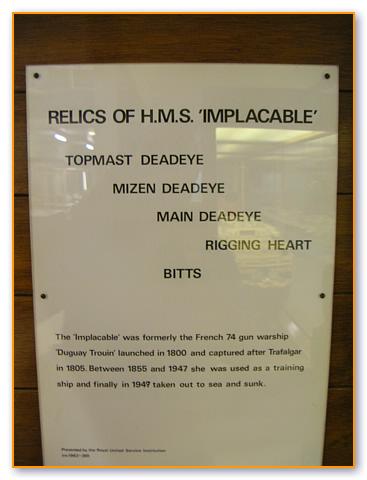 RELICS OF H.M.S. 'IMPLACABLE'
TOPMAST DEADEYE
MIZEN DEADEYE
MAIN DEADEYE
RIGGING HEART
BITTS
The 'Implacable' was formerly the French 74 gun warship
'Duguay Trouin' launched in 1800 and captured after Trafalgar
in 1805. Between 1855 and 1947 she was used as a training
ship and finally in 1949 taken out to sea and sunk.
Presented by the Royal United Service Institution